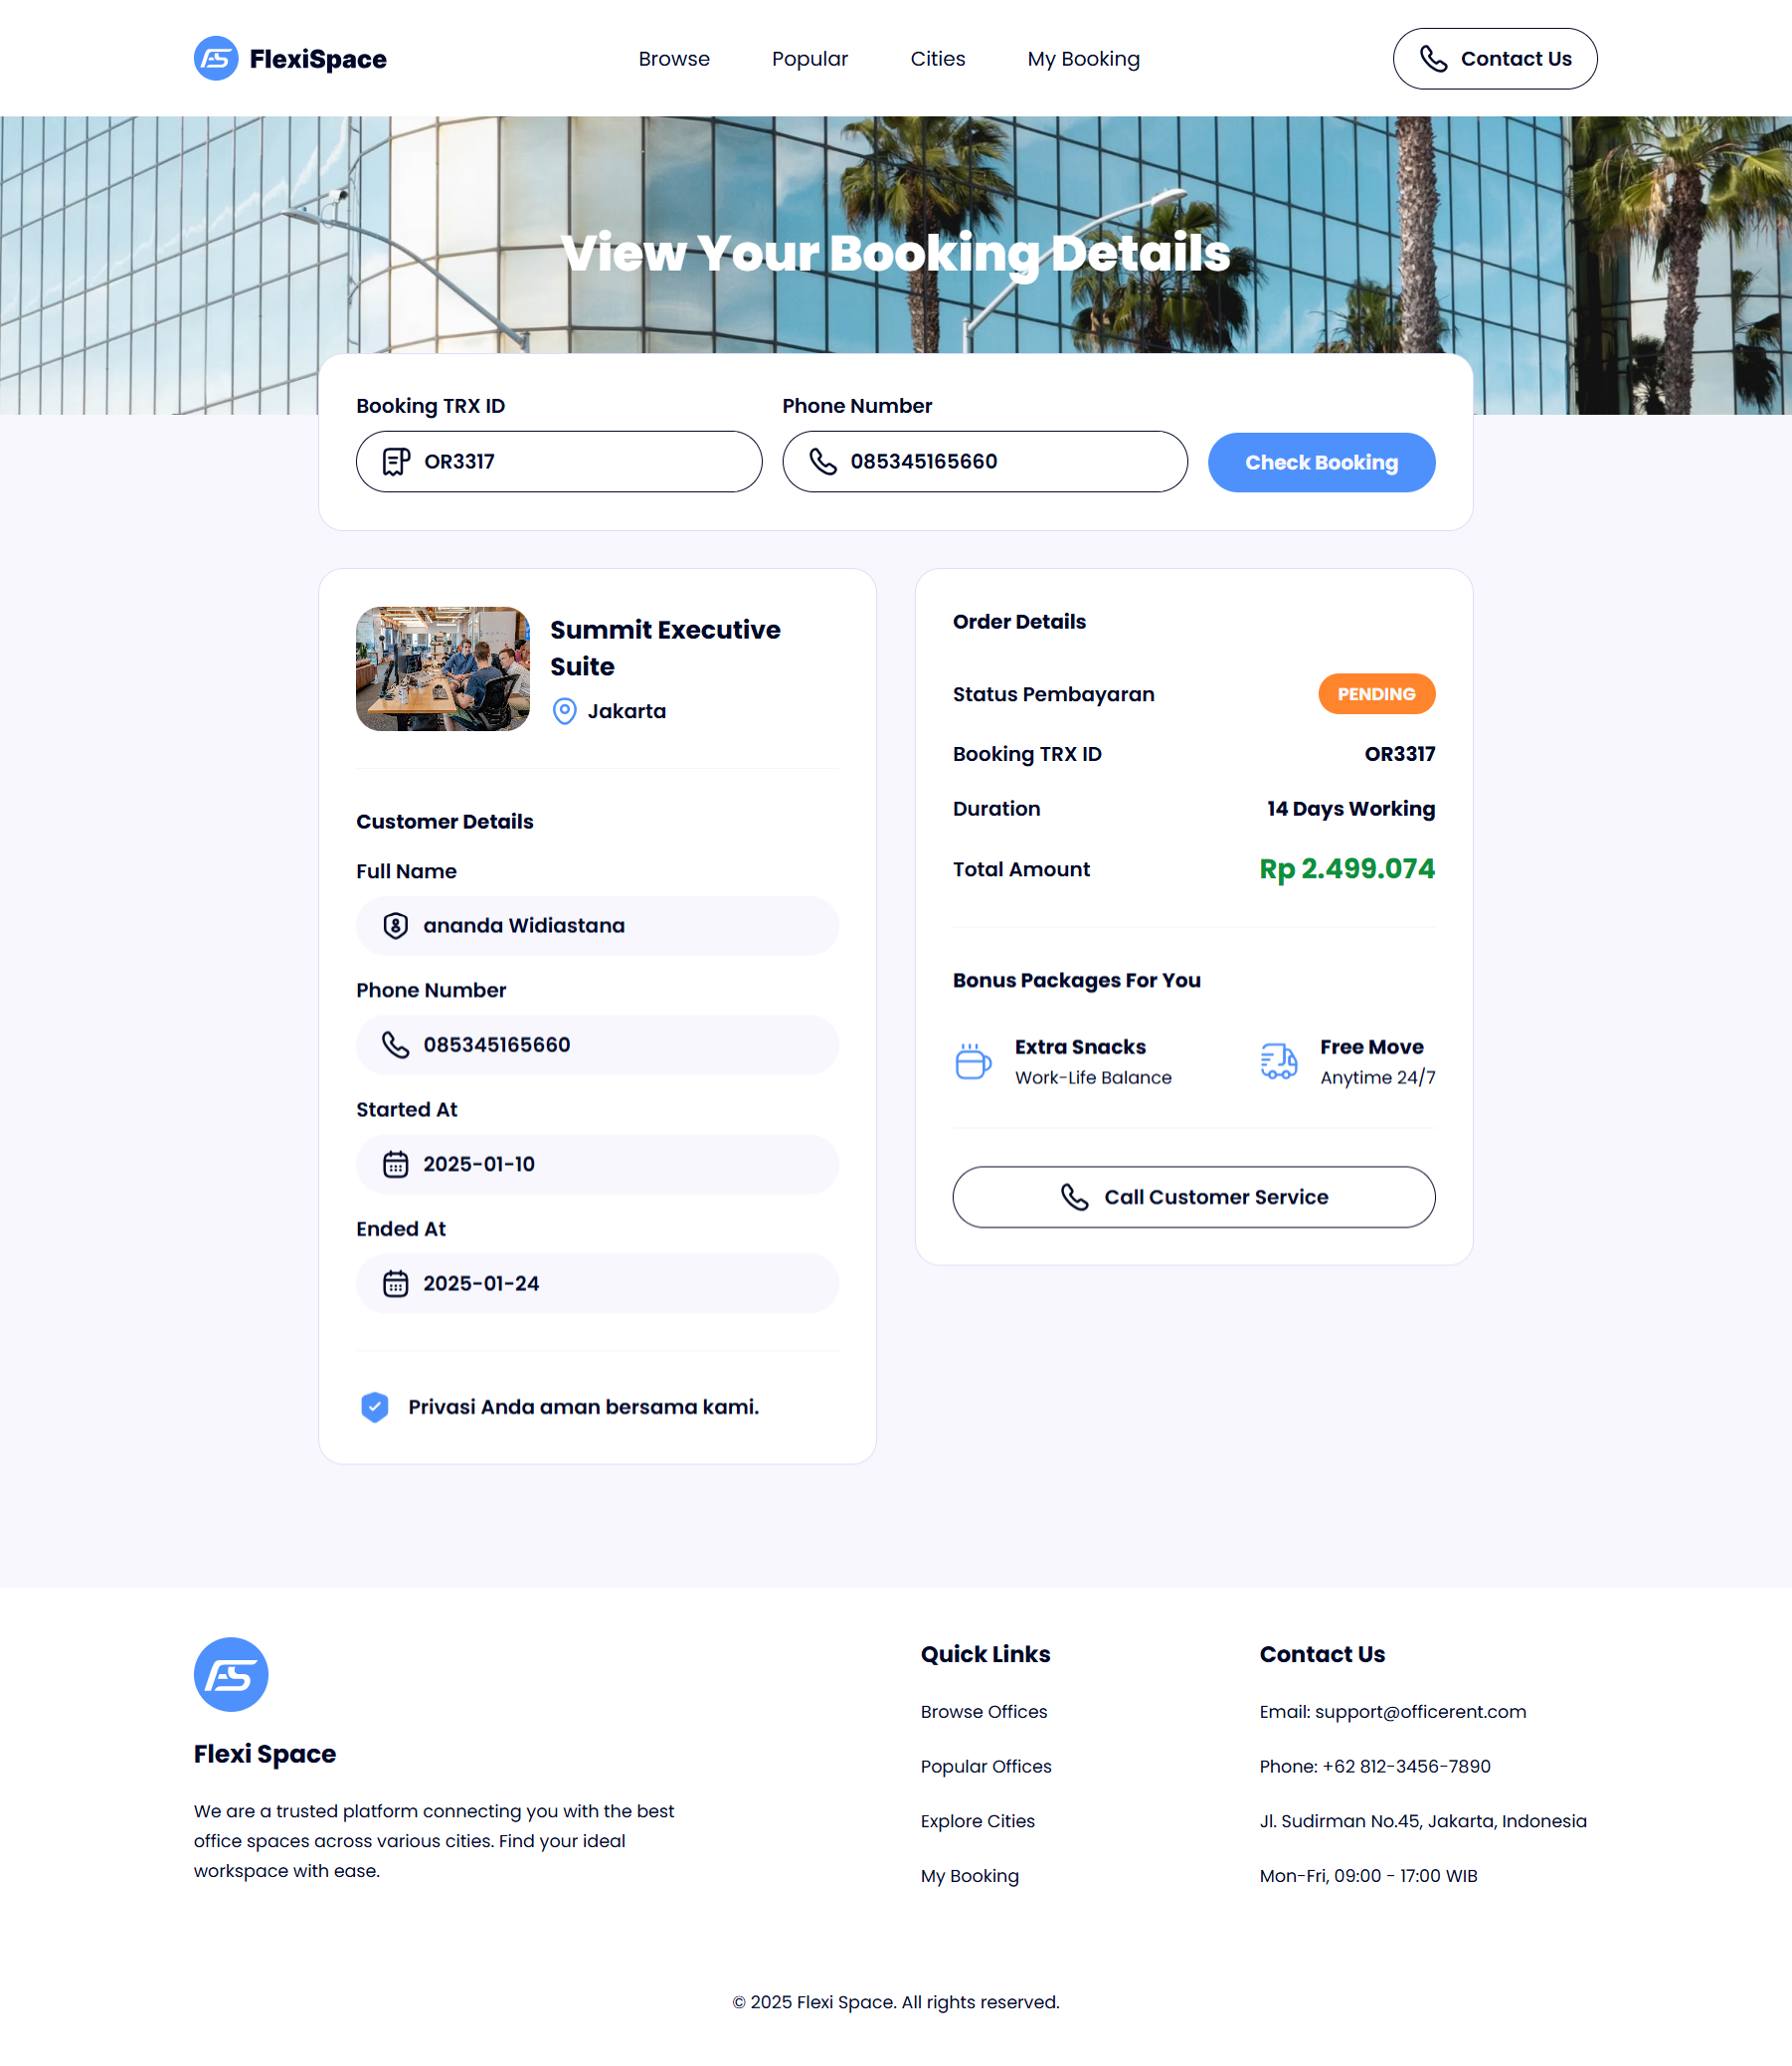 FlexiSpace
Browse
Popular
Cities
My Booking
Contact Us
View Your Booking Details
Booking TRX ID
OR3317
Phone Number
085345165660
Check Booking
Summit Executive
Suite
Jakarta
Customer Details
Full Name
ananda Widiastana
Phone Number
085345165660
Started At
2025-01-10
Ended At
2025-01-24
Privasi Anda aman bersama kami.
Order Details
Status Pembayaran
PENDING
Booking TRX ID
OR3317
Duration
14 Days Working
Total Amount
Rp 2.499.074
Bonus Packages For You
Extra Snacks
Work-Life Balance
Free Move
Anytime 24/7
Call Customer Service
Flexi Space
We are a trusted platform connecting you with the best
office spaces across various cities. Find your ideal
workspace with ease.
Quick Links
Browse Offices
Popular Offices
Explore Cities
My Booking
Contact Us
Email: support@officerent.com
Phone: +62 812-3456-7890
Jl. Sudirman No.45, Jakarta, Indonesia
Mon-Fri, 09:00 - 17:00 WIB
© 2025 Flexi Space. All rights reserved.